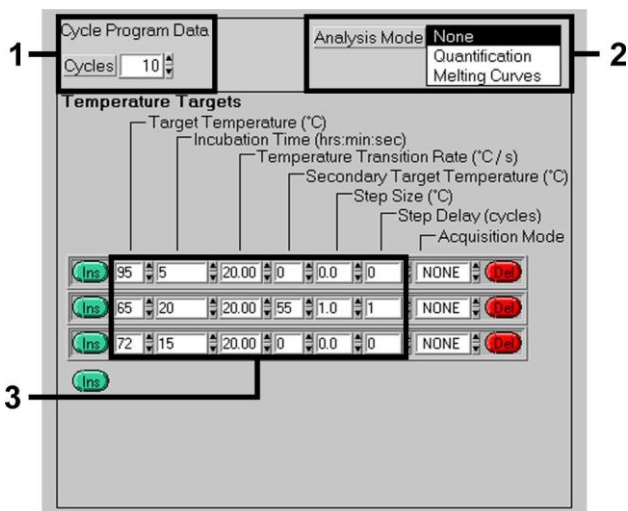 Cycle Program Data
Cycles 10
Analysis Mode None
Quantification
Melting Curves
1
2
Temperature Targets
Target Temperature (°C)
Incubation Time (hrs:min:sec)
Temperature Transition Rate (°C / s)
Secondary Target Temperature (°C)
Step Size (°C)
Step Delay (cycles)
Acquisition Mode
Ins 95 5 20.00 0 0.0 0 NONE Del
Ins 65 20 20.00 55 1.0 1 NONE Del
Ins 72 15 20.00 0 0.0 0 NONE Del
Ins
3